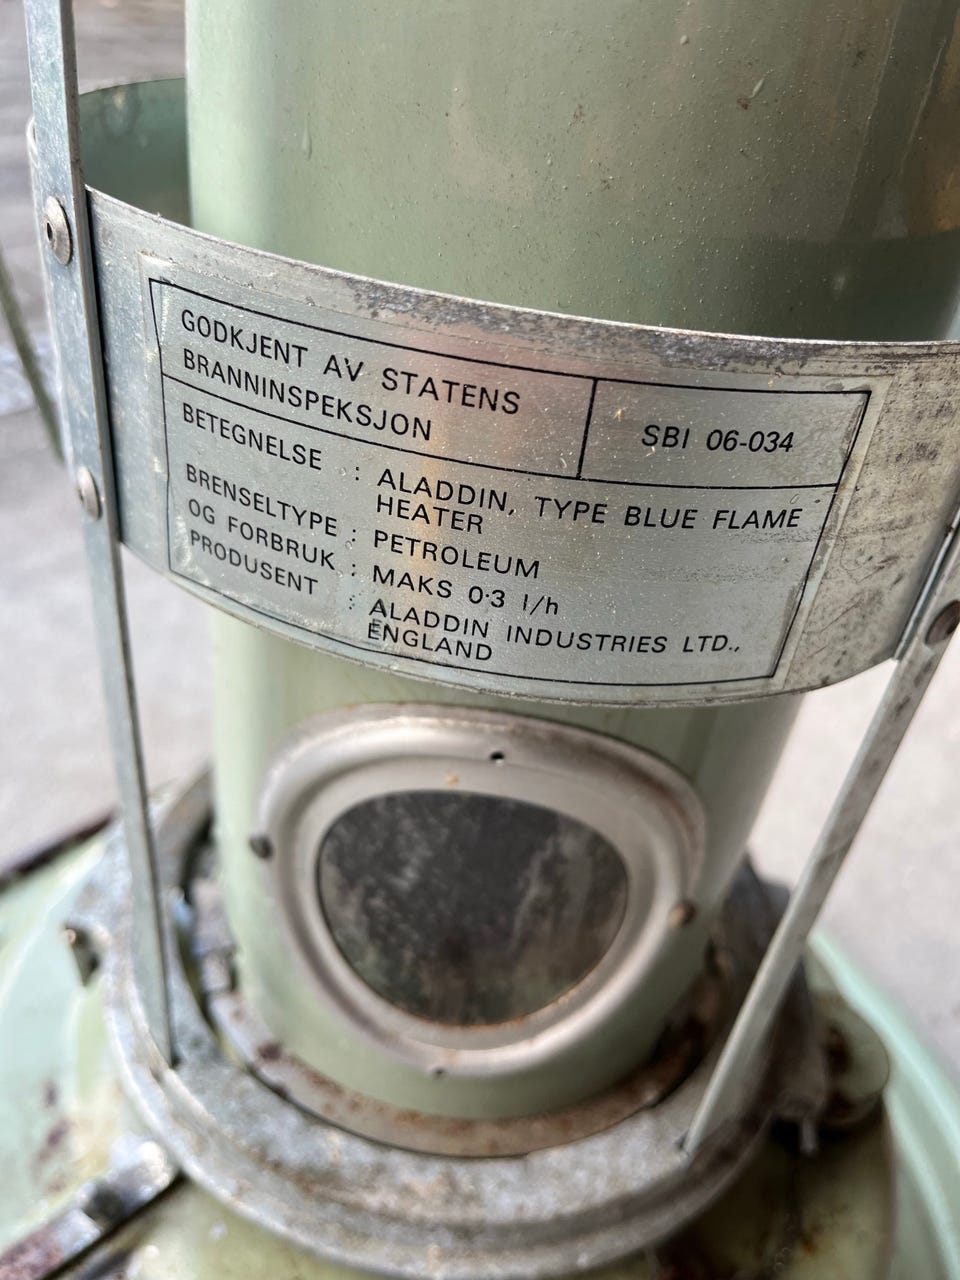 GODKJENT AV STATENS
BRANNINSPEKSJON
SBI 06-034
BETEGNELSE : ALADDIN, TYPE BLUE FLAME
HEATER
BRENSELTYPE : PETROLEUM
OG FORBRUK : MAKS 0·3 l/h
PRODUSENT : ALADDIN INDUSTRIES LTD.,
ENGLAND